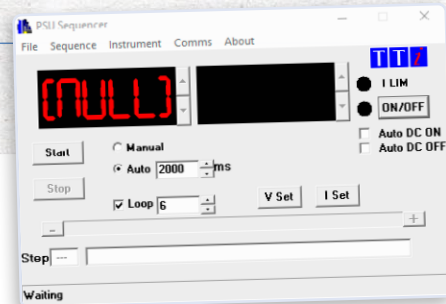 PSU Sequencer
File Sequence Instrument Comms About
TTi
(NULL)
I LIM
ON/OFF
Auto DC ON
Auto DC OFF
Start
Manual
Auto 2000 ms
Stop
Loop 6
V Set I Set
- +
Step ---
Waiting